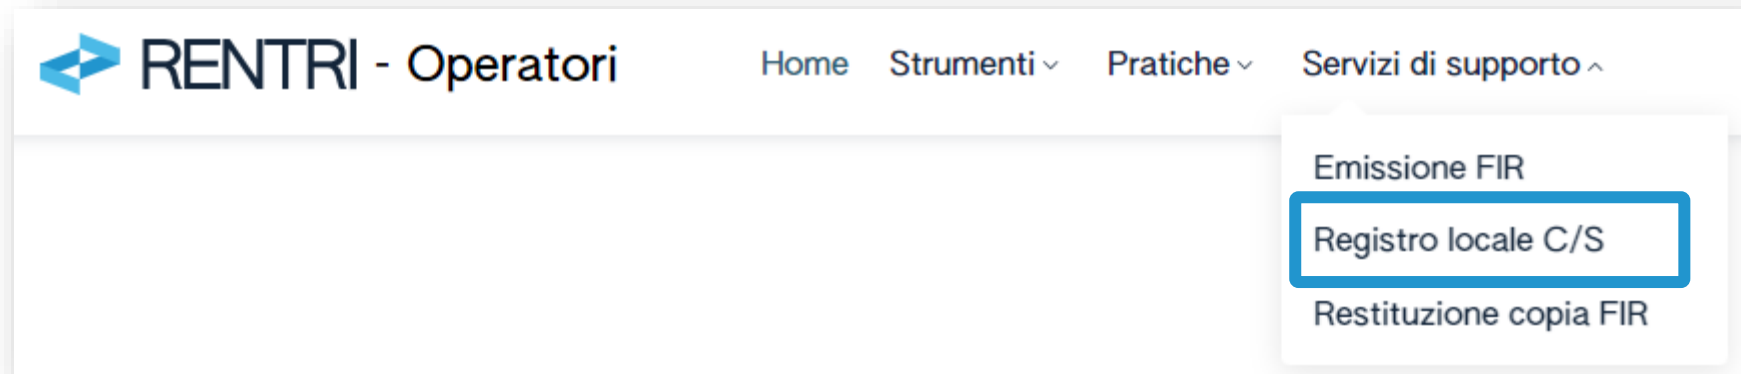 RENTRI - Operatori Home Strumenti Pratiche Servizi di supporto
Emissione FIR
Registro locale C/S
Restituzione copia FIR